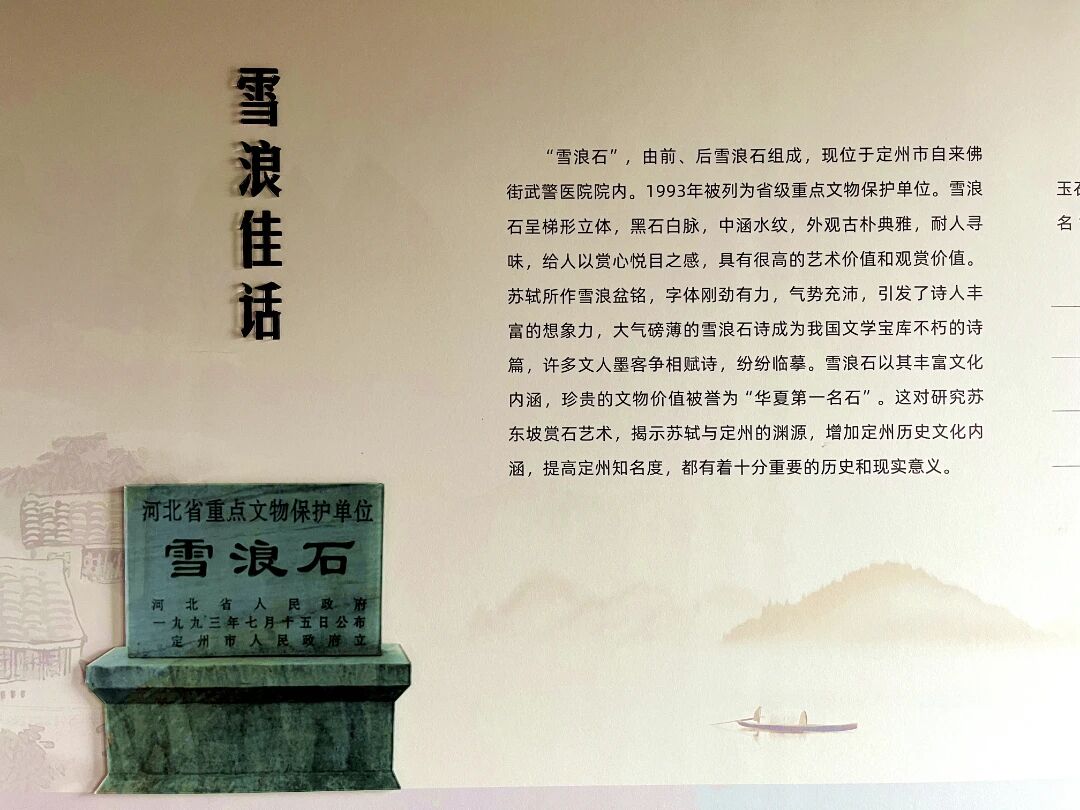 雪浪佳话
“雪浪石”，由前、后雪浪石组成，现位于定州市自来佛
街武警医院院内。1993年被列为省级重点文物保护单位。雪浪
石呈梯形立体，黑石白脉，中涵水纹，外观古朴典雅，耐人寻
味，给人以赏心悦目之感，具有很高的艺术价值和观赏价值。
苏轼所作雪浪盆铭，字体刚劲有力，气势充沛，引发了诗人丰
富的想象力，大气磅薄的雪浪石诗成为我国文学宝库不朽的诗
篇，许多文人墨客争相赋诗，纷纷临摹。雪浪石以其丰富文化
内涵，珍贵的文物价值被誉为“华夏第一名石”。这对研究苏
东坡赏石艺术，揭示苏轼与定州的渊源，增加定州历史文化内
涵，提高定州知名度，都有着十分重要的历史和现实意义。
玉石
名
河北省重点文物保护单位
雪浪石
河北省人民政府
一九九三年七月十五日公布
定州市人民政府立